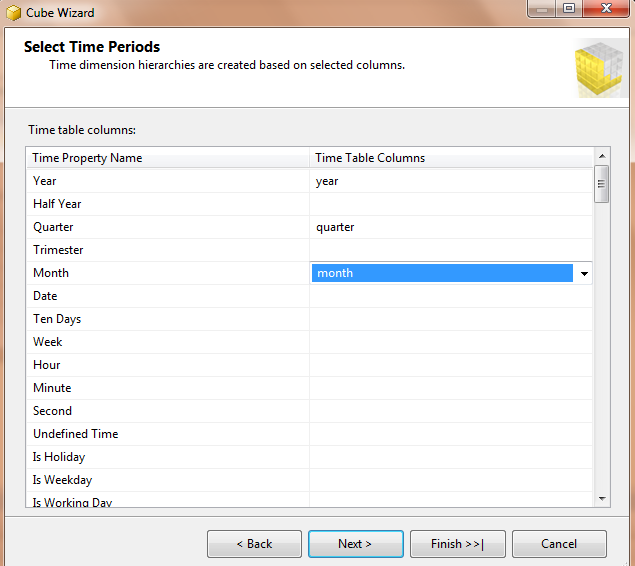 Cube Wizard
Select Time Periods
Time dimension hierarchies are created based on selected columns.
Time table columns:
Time Property Name Time Table Columns
Year year
Half Year
Quarter quarter
Trimester
Month month
Date
Ten Days
Week
Hour
Minute
Second
Undefined Time
Is Holiday
Is Weekday
Is Working Day
< Back Next > Finish >>| Cancel